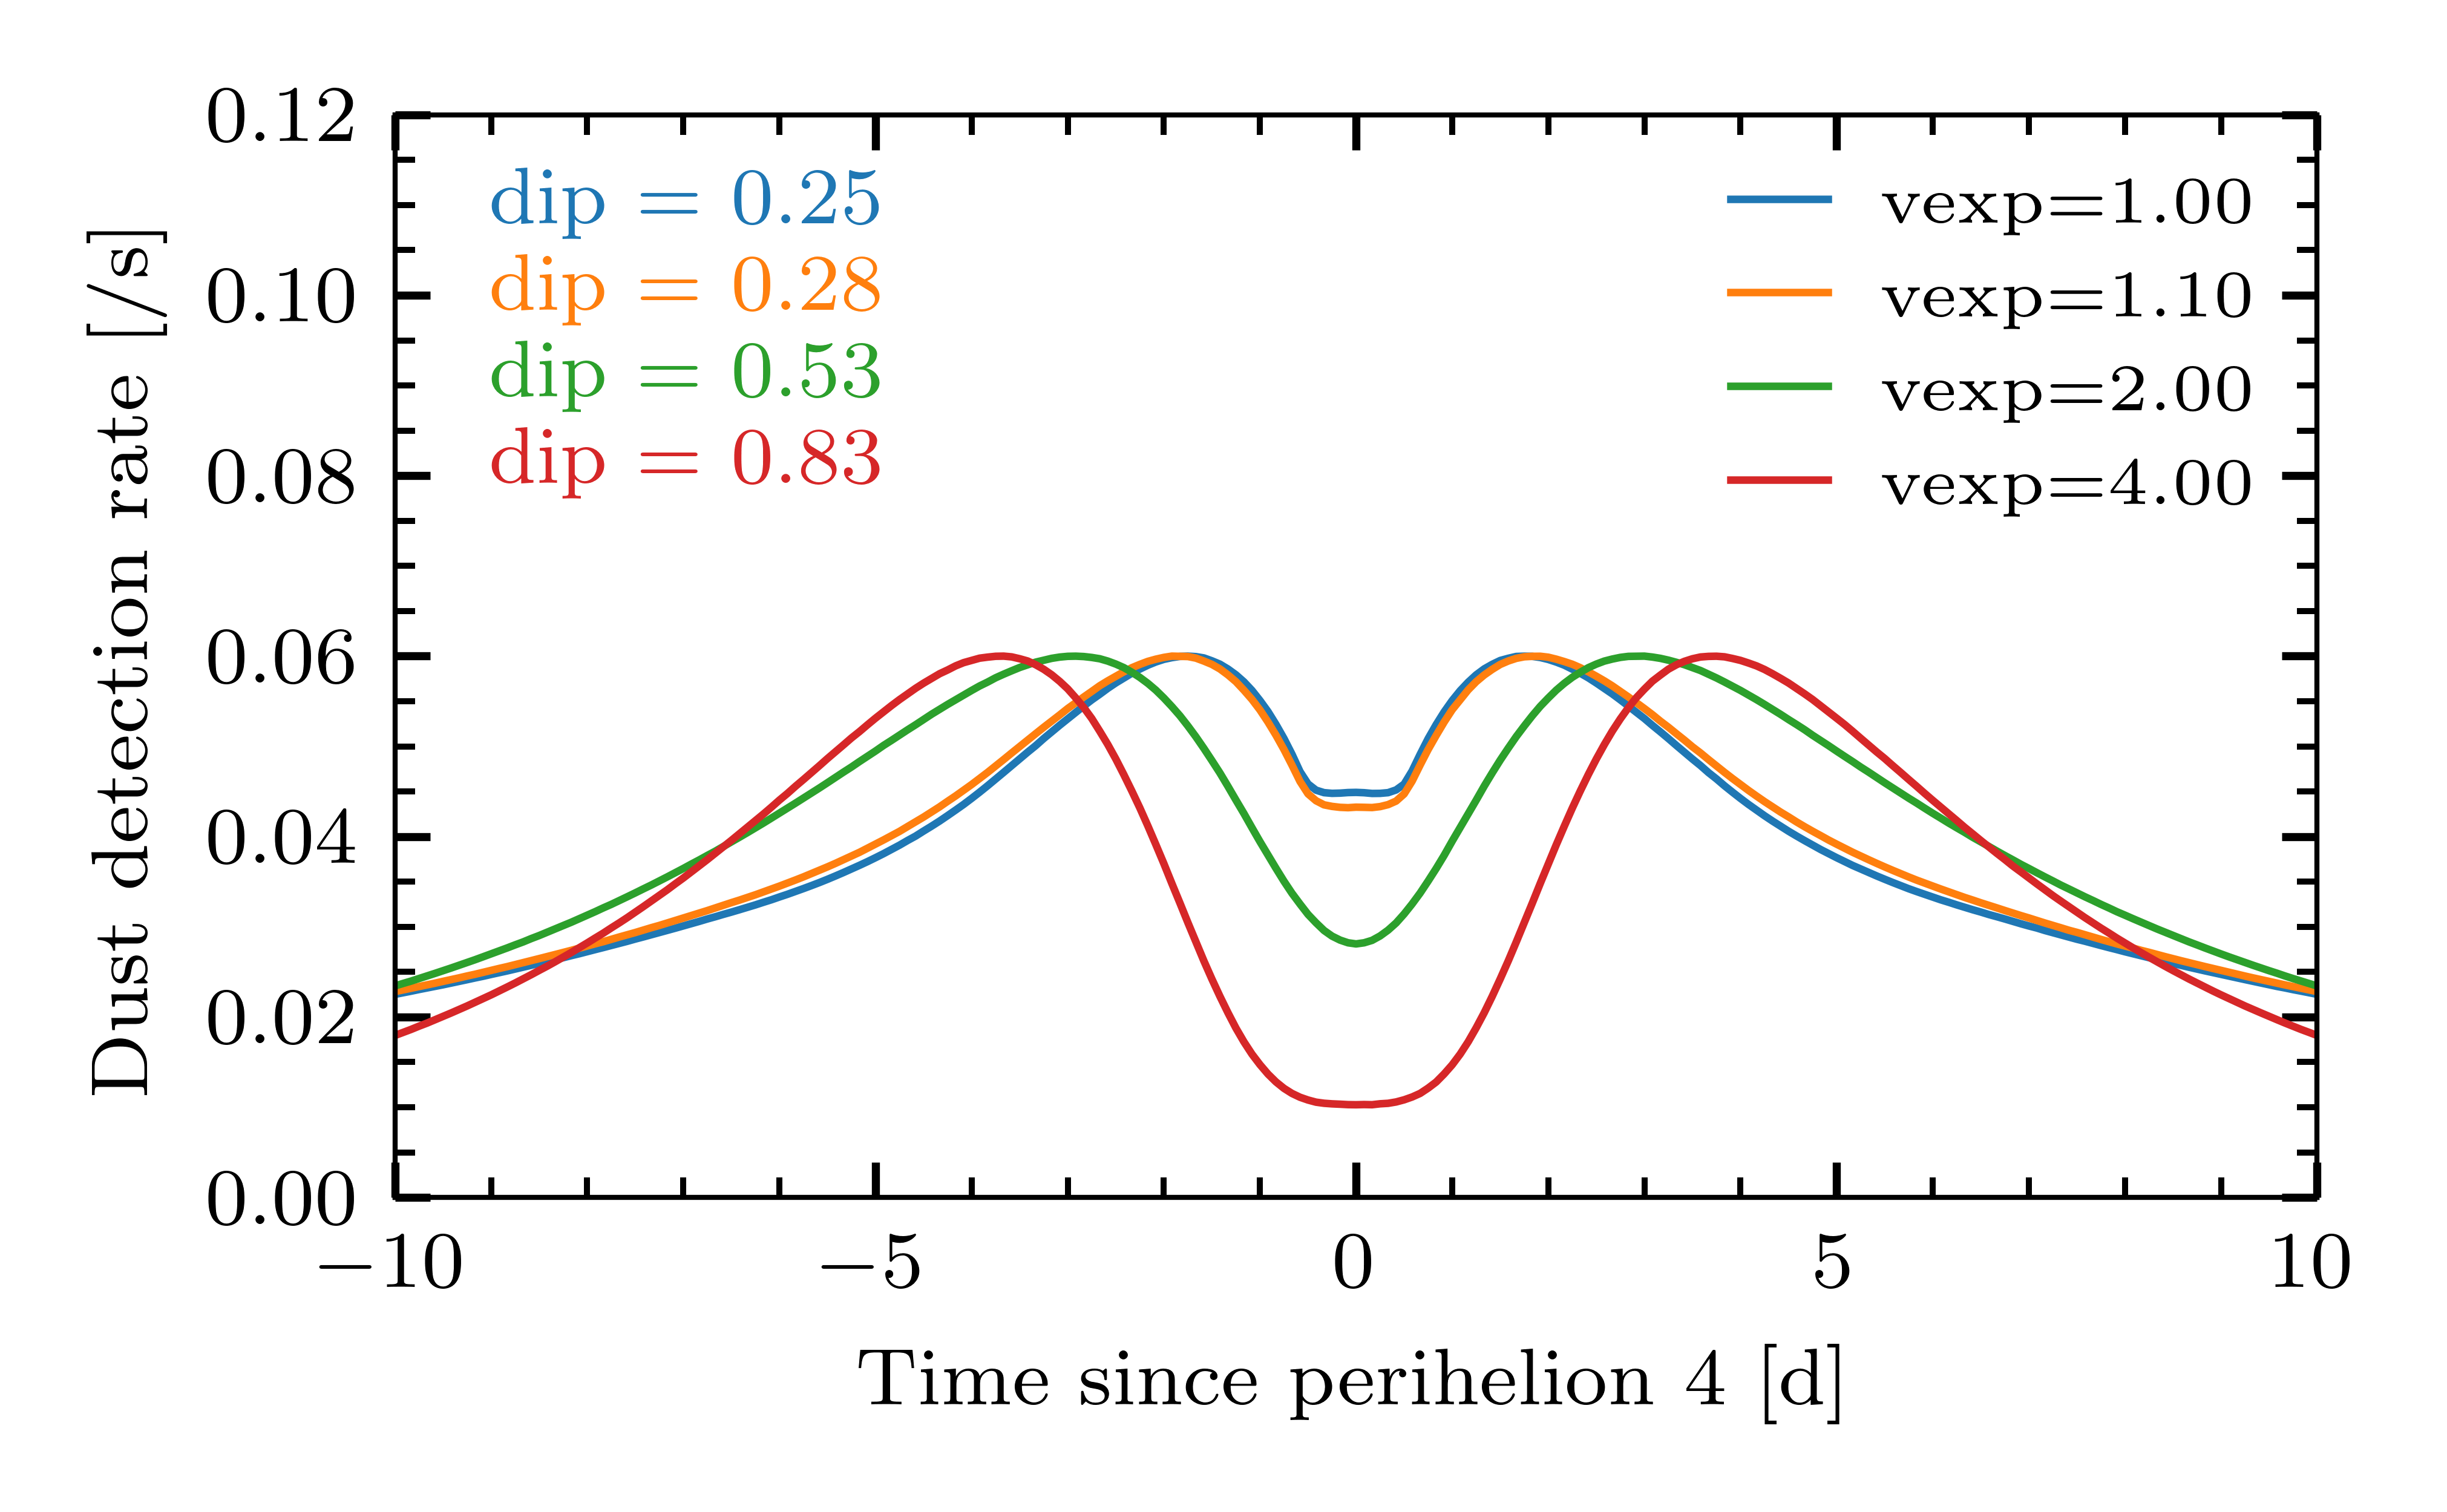 0.12
0.10
0.08
0.06
0.04
0.02
0.00
Dust detection rate [/s]
dip = 0.25
dip = 0.28
dip = 0.53
dip = 0.83
vexp=1.00
vexp=1.10
vexp=2.00
vexp=4.00
−10 −5 0 5 10
Time since perihelion 4 [d]